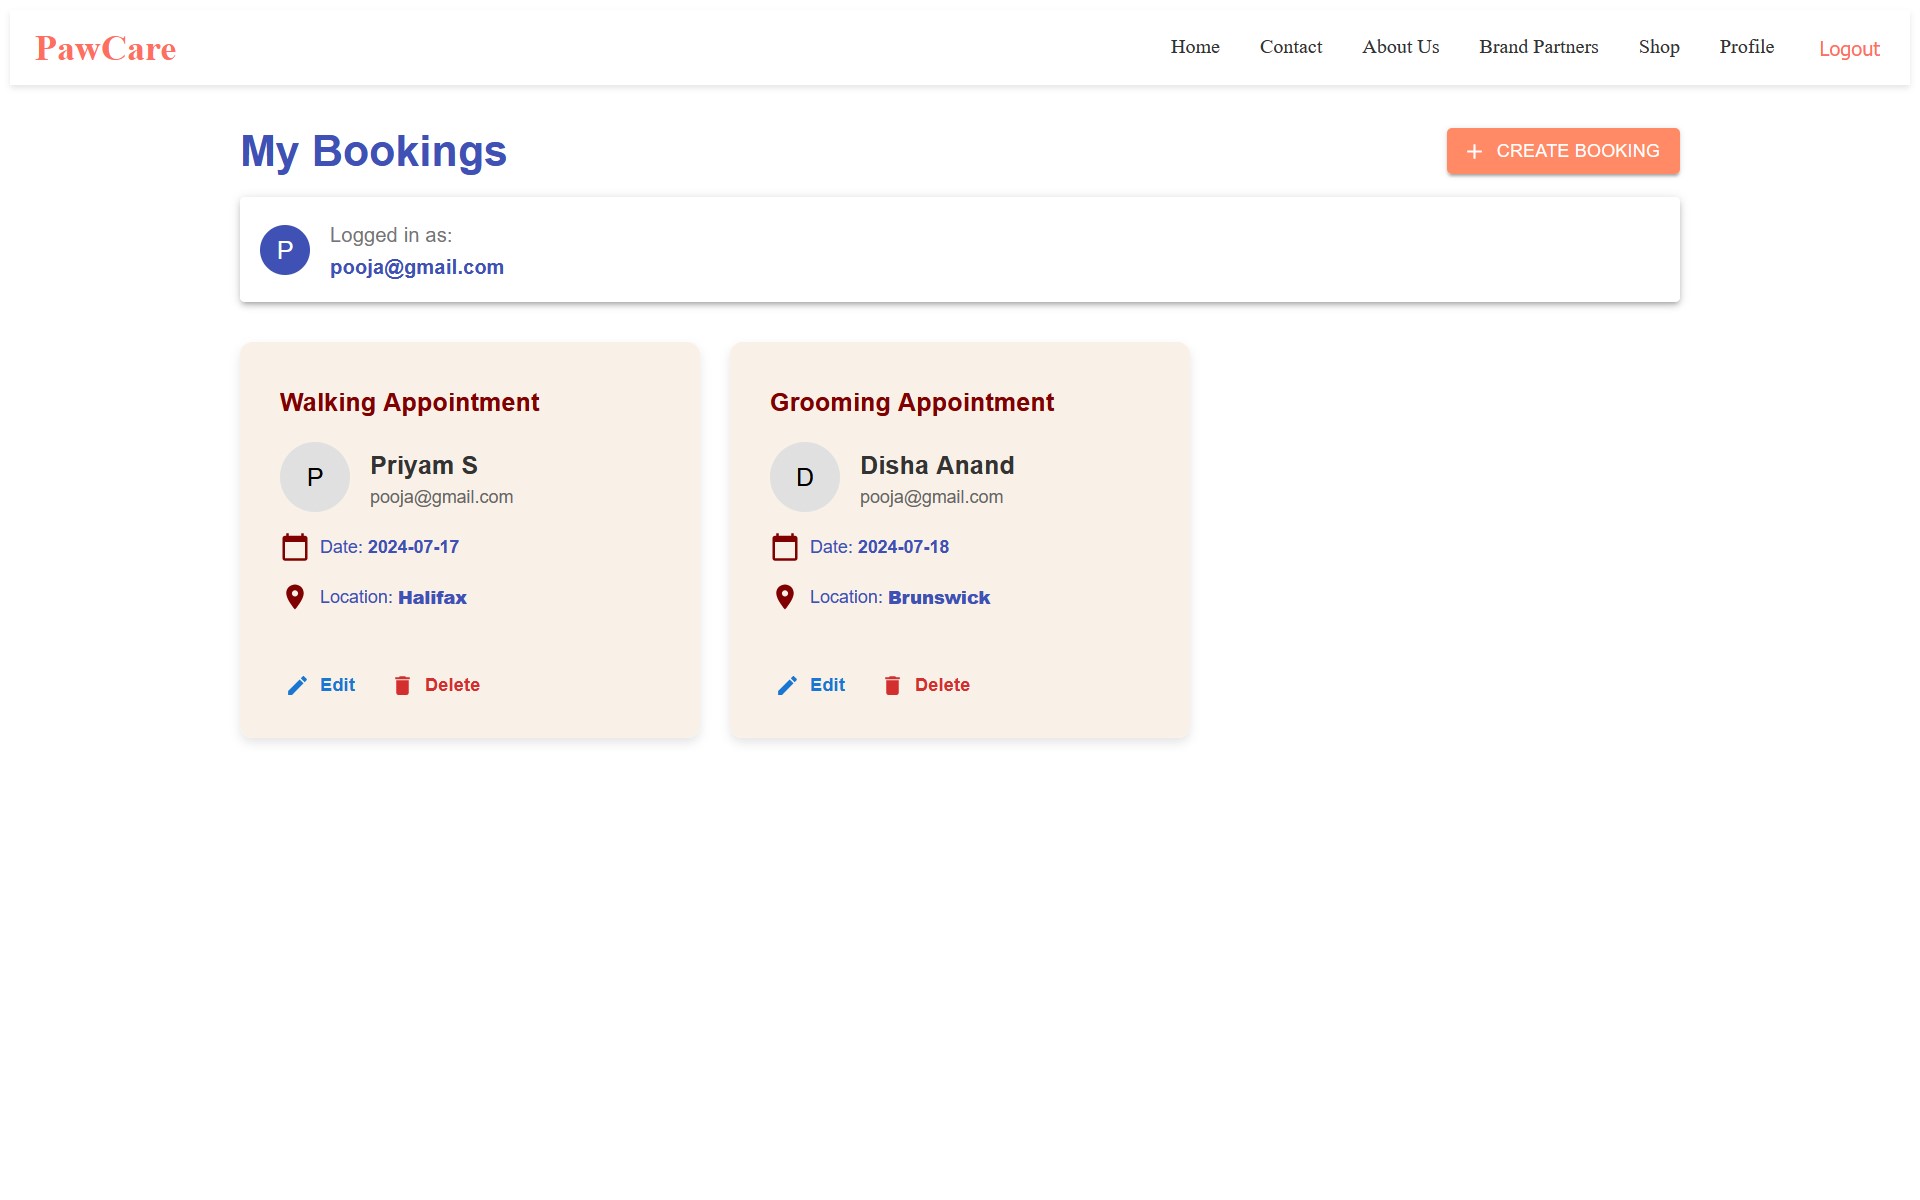 PawCare
Home Contact About Us Brand Partners Shop Profile Logout
My Bookings
+ CREATE BOOKING
P
Logged in as:
pooja@gmail.com
Walking Appointment
P
Priyam S
pooja@gmail.com
Date: 2024-07-17
Location: Halifax
Edit Delete
Grooming Appointment
D
Disha Anand
pooja@gmail.com
Date: 2024-07-18
Location: Brunswick
Edit Delete